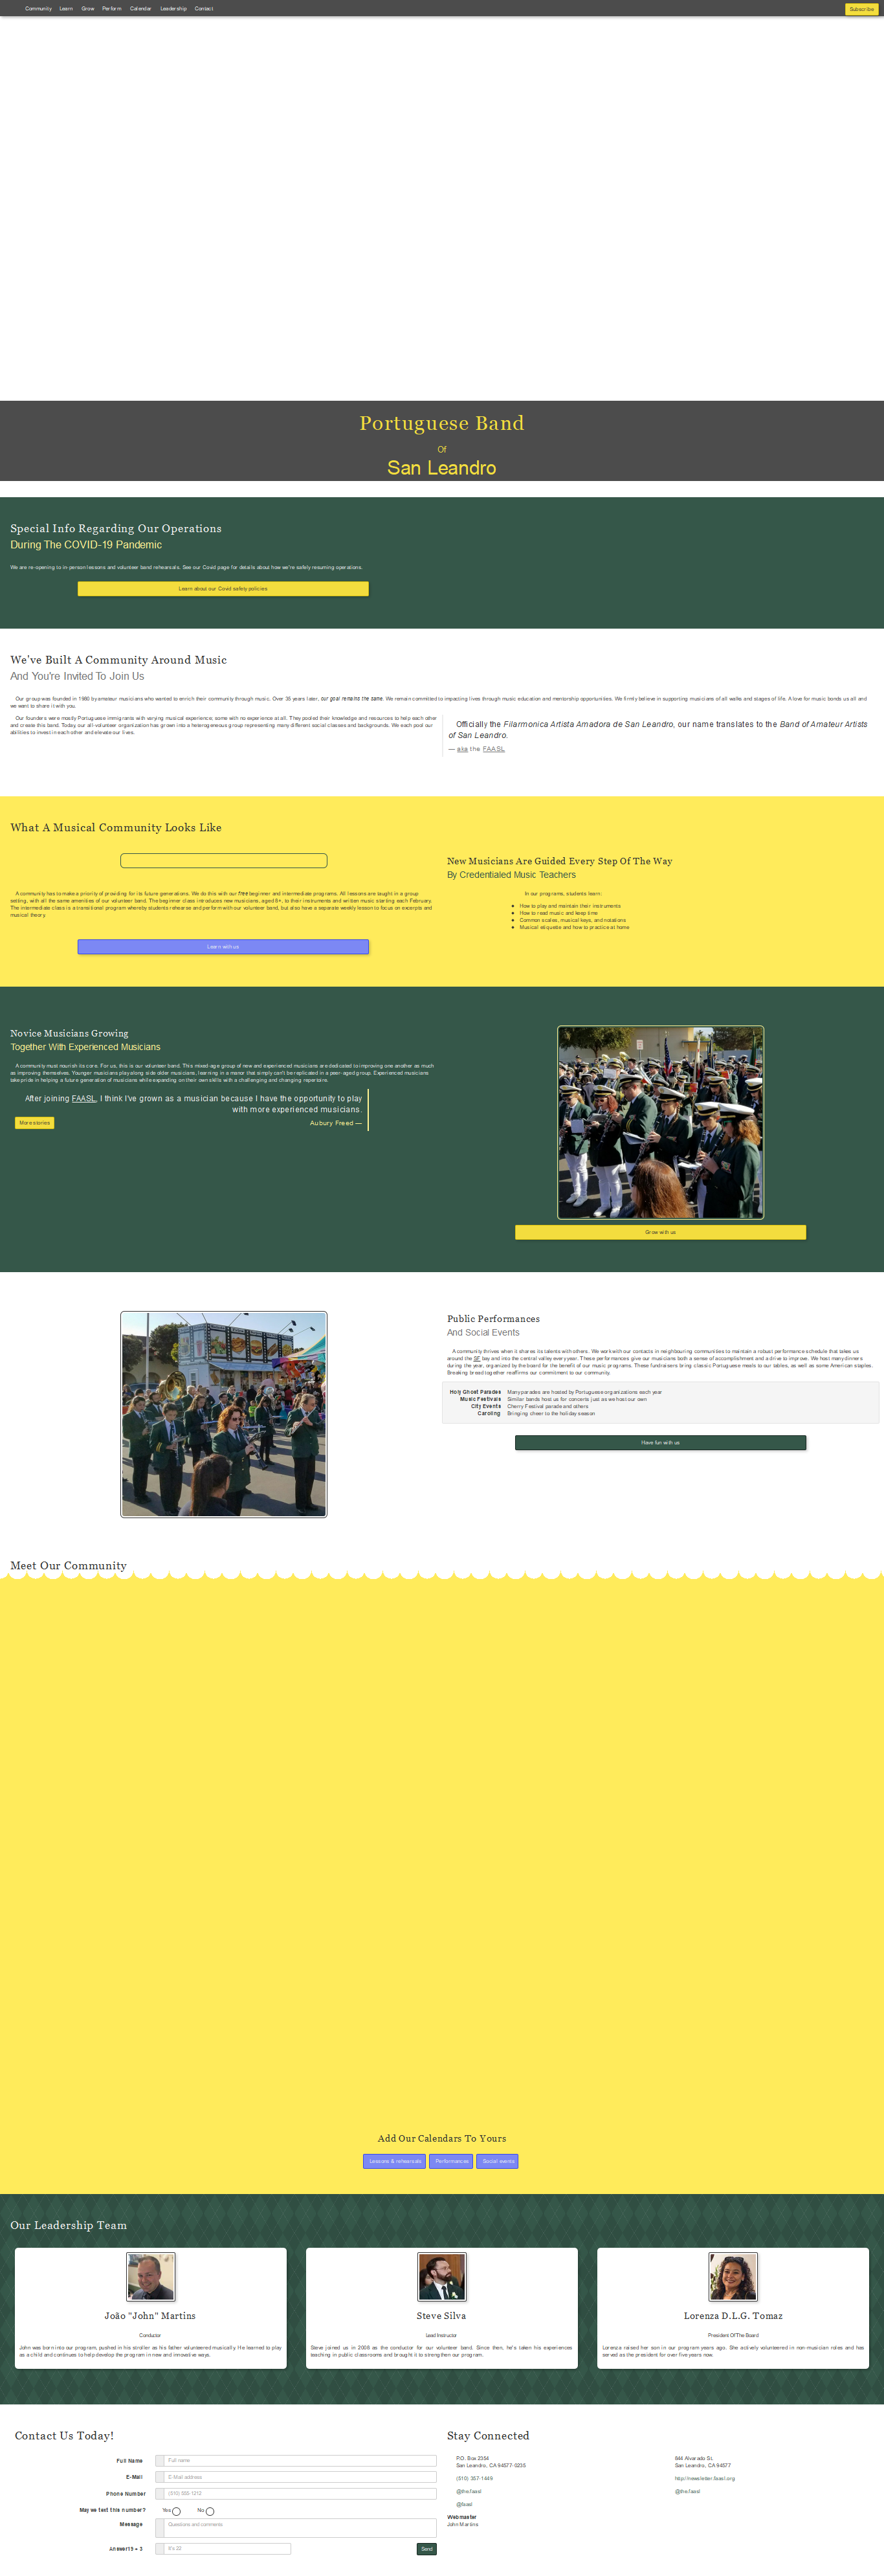 Community Learn Grow Perform Calendar Leadership Contact
Subscribe
Portuguese Band
Of
San Leandro
Special Info Regarding Our Operations
During The COVID-19 Pandemic
We are re-opening to in-person lessons and volunteer band rehearsals. See our Covid page for details about how we're safely resuming operations.
Learn about our Covid safety policies
We've Built A Community Around Music
And You're Invited To Join Us
Our group was founded in 1980 by amateur musicians who wanted to enrich their community through music. Over 35 years later, our goal remains the same. We remain committed to impacting lives through music education and mentorship opportunities. We firmly believe in supporting musicians of all walks and stages of life. A love for music bonds us all and
we want to share it with you.
Our founders were mostly Portuguese immigrants with varying musical experience; some with no experience at all. They pooled their knowledge and resources to help each other
and create this band. Today, our all-volunteer organization has grown into a heterogeneous group representing many different social classes and backgrounds. We each pool our
abilities to invest in each other and elevate our lives.
Officially the Filarmonica Artista Amadora de San Leandro, our name translates to the Band of Amateur Artists
of San Leandro.
— aka the FAASL
What A Musical Community Looks Like
A community has to make a priority of providing for its future generations. We do this with our free beginner and intermediate programs. All lessons are taught in a group
setting, with all the same amenities of our volunteer band. The beginner class introduces new musicians, aged 6+, to their instruments and written music starting each February.
The intermediate class is a transitional program whereby students rehearse and perform with our volunteer band, but also have a separate weekly lesson to focus on excerpts and
musical theory.
Learn with us
New Musicians Are Guided Every Step Of The Way
By Credentialed Music Teachers
In our programs, students learn:
How to play and maintain their instruments
How to read music and keep time
Common scales, musical keys, and notations
Musical etiquette and how to practice at home
Novice Musicians Growing
Together With Experienced Musicians
A community must nourish its core. For us, this is our volunteer band. This mixed-age group of new and experienced musicians are dedicated to improving one another as much
as improving themselves. Younger musicians play along side older musicians, learning in a manor that simply can't be replicated in a peer-aged group. Experienced musicians
take pride in helping a future generation of musicians while expanding on their own skills with a challenging and changing repertoire.
After joining FAASL, I think I've grown as a musician because I have the opportunity to play
with more experienced musicians.
Aubury Freed —
More stories
Grow with us
Public Performances
And Social Events
A community thrives when it shares its talents with others. We work with our contacts in neighbouring communities to maintain a robust performance schedule that takes us
around the SF bay and into the central valley every year. These performances give our musicians both a sense of accomplishment and a drive to improve. We host many dinners
during the year, organized by the board for the benefit of our music programs. These fundraisers bring classic Portuguese meals to our tables, as well as some American staples.
Breaking bread together reaffirms our commitment to our community.
Holy Ghost Parades Many parades are hosted by Portuguese organizations each year
Music Festivals Similar bands host us for concerts just as we host our own
City Events Cherry Festival parade and others
Caroling Bringing cheer to the holiday season
Have fun with us
Meet Our Community
Add Our Calendars To Yours
Lessons & rehearsals Performances Social events
Our Leadership Team
João "John" Martins
Conductor
John was born into our program, pushed in his stroller as his father volunteered musically. He learned to play
as a child and continues to help develop the program in new and innovative ways.
Steve Silva
Lead Instructor
Steve joined us in 2008 as the conductor for our volunteer band. Since then, he's taken his experiences
teaching in public classrooms and brought it to strengthen our program.
Lorenza D.L.G. Tomaz
President Of The Board
Lorenza raised her son in our program years ago. She actively volunteered in non-musician roles and has
served as the president for over five years now.
Contact Us Today!
Full Name Full name
E-Mail E-Mail address
Phone Number (510) 555-1212
May we text this number? Yes No
Message Questions and comments
Answer 19 + 3 It's 22
Send
Stay Connected
P.O. Box 2354
San Leandro, CA 94577-0235
(510) 357-1449
@the.faasl
@faasl
Webmaster
John Martins
644 Alvarado St.
San Leandro, CA 94577
http://newsletter.faasl.org
@the.faasl